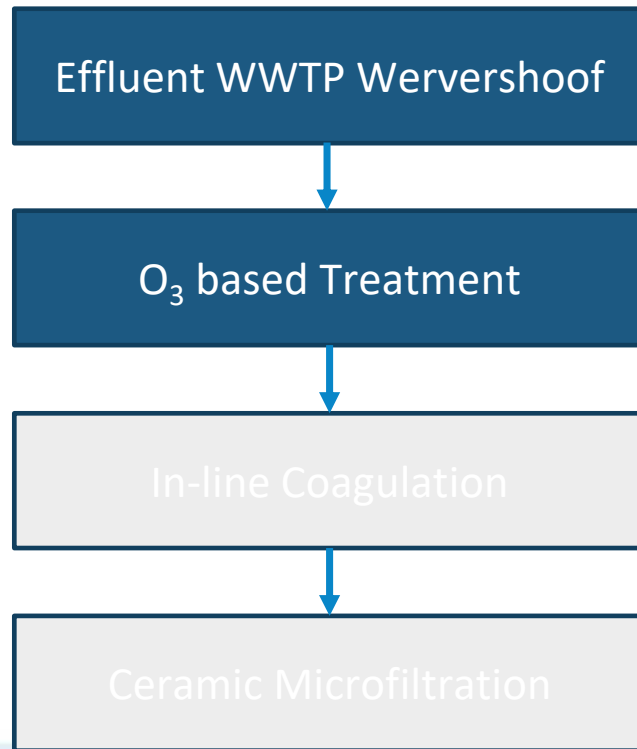 Effluent WWTP Wervershoof
O₃ based Treatment
In-line Coagulation
Ceramic Microfiltration